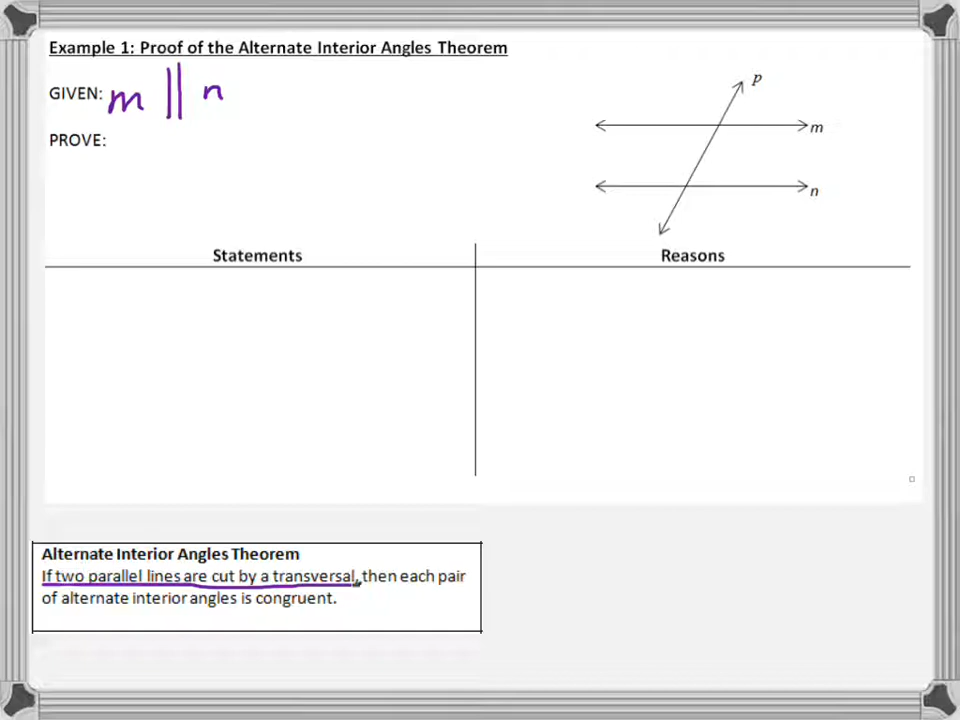 Example 1: Proof of the Alternate Interior Angles Theorem
GIVEN: m || n
PROVE:
p
m
n
Statements
Reasons
Alternate Interior Angles Theorem
If two parallel lines are cut by a transversal, then each pair
of alternate interior angles is congruent.